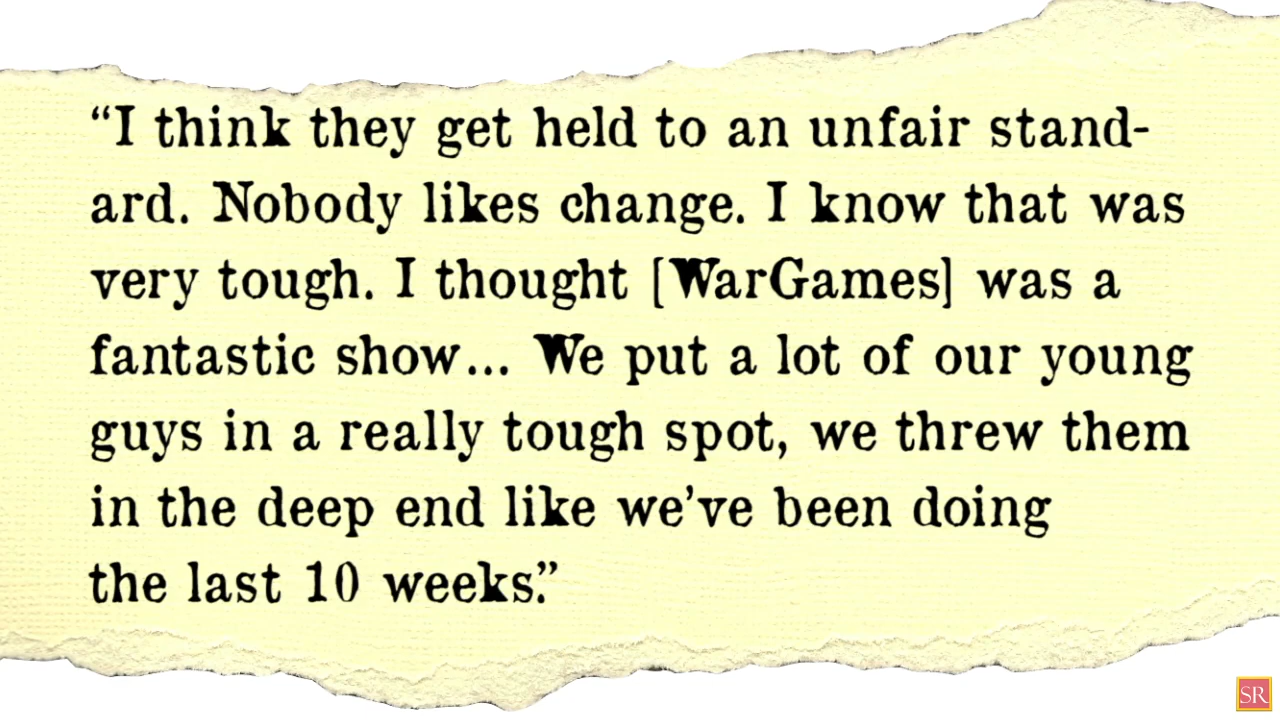 “I think they get held to an unfair stand-
ard. Nobody likes change. I know that was
very tough. I thought [WarGames] was a
fantastic show... We put a lot of our young
guys in a really tough spot, we threw them
in the deep end like we’ve been doing
the last 10 weeks.”
SR